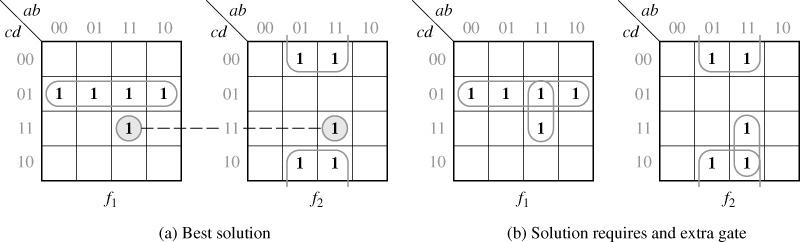 ab ab ab ab
cd cd cd cd
00 01 11 10 00 01 11 10 00 01 11 10 00 01 11 10
00 00 1 1 00 00 1 1
01 1 1 1 1 01 01 1 1 1 1 01
11 1 11 1 11 1 11 1
10 10 1 1 10 10 1 1
f1 f2 f1 f2
(a) Best solution (b) Solution requires and extra gate